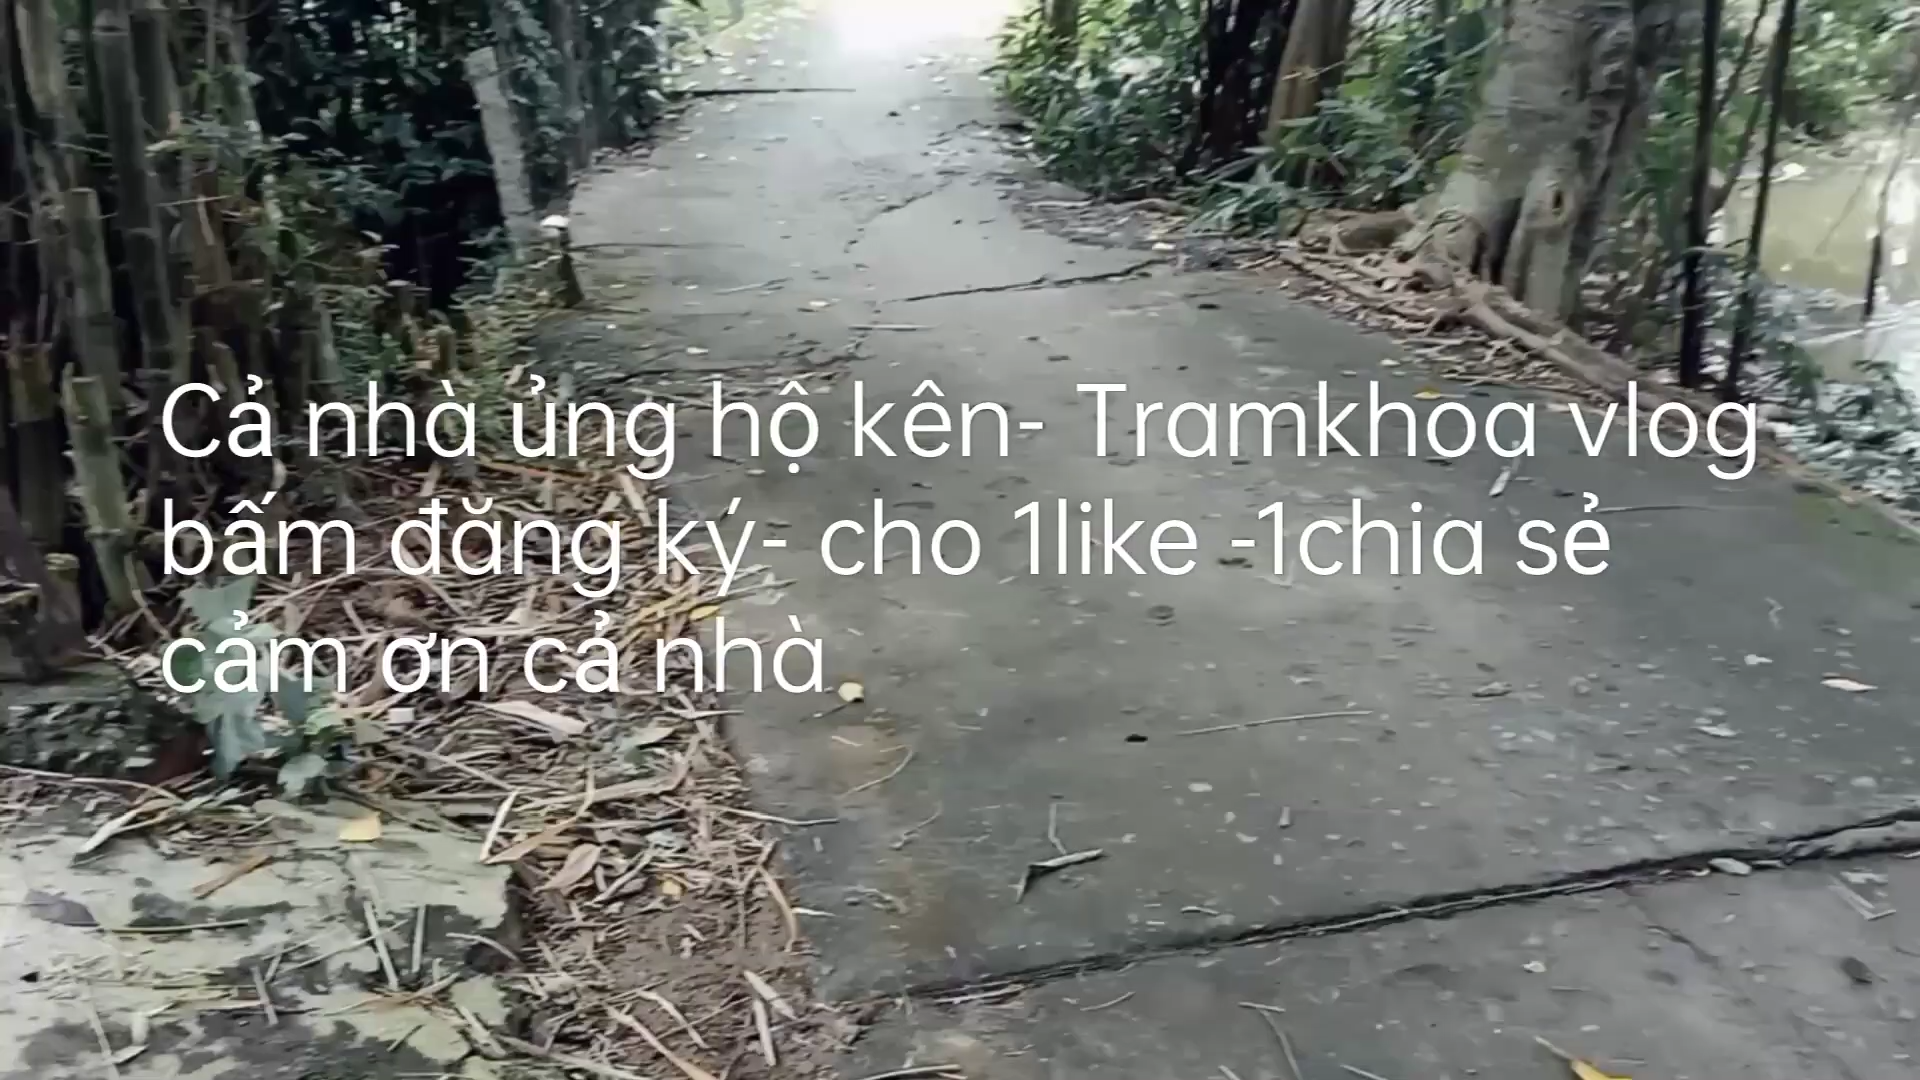 Cả nhà ủng hộ kên- Tramkhoa vlog
bấm đăng ký- cho 1like -1chia sẻ
cảm ơn cả nhà